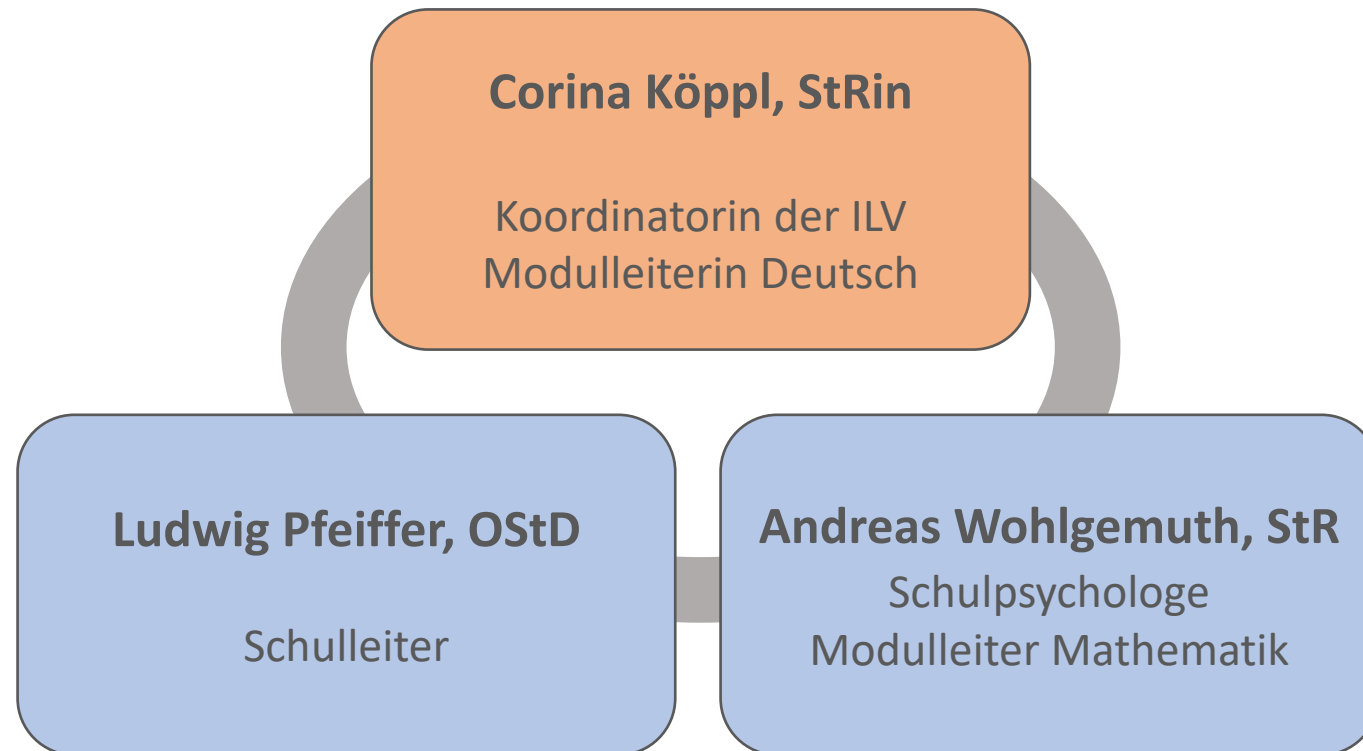 Corina Köppl, StRin
Koordinatorin der ILV
Modulleiterin Deutsch
Ludwig Pfeiffer, OStD
Schulleiter
Andreas Wohlgemuth, StR
Schulpsychologe
Modulleiter Mathematik